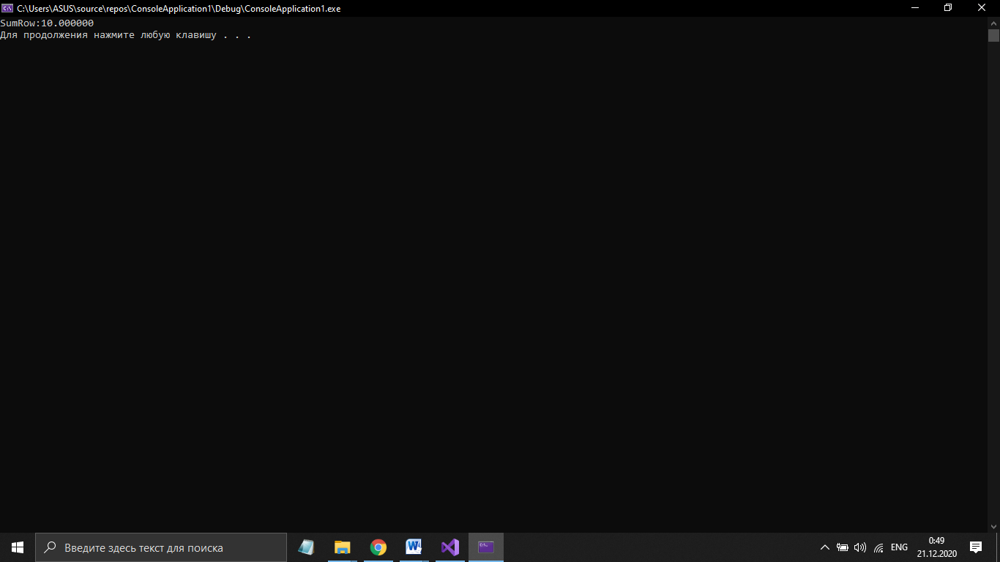 C:\Users\ASUS\source\repos\ConsoleApplication1\Debug\ConsoleApplication1.exe
SumRow:10.000000
Для продолжения нажмите любую клавишу . . .
Введите здесь текст для поиска
ENG
0:49
21.12.2020